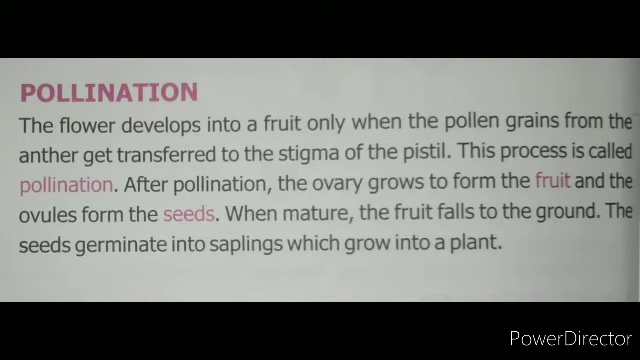 POLLINATION
The flower develops into a fruit only when the pollen grains from the
anther get transferred to the stigma of the pistil. This process is called
pollination. After pollination, the ovary grows to form the fruit and the
ovules form the seeds. When mature, the fruit falls to the ground. The
seeds germinate into saplings which grow into a plant.
PowerDirector